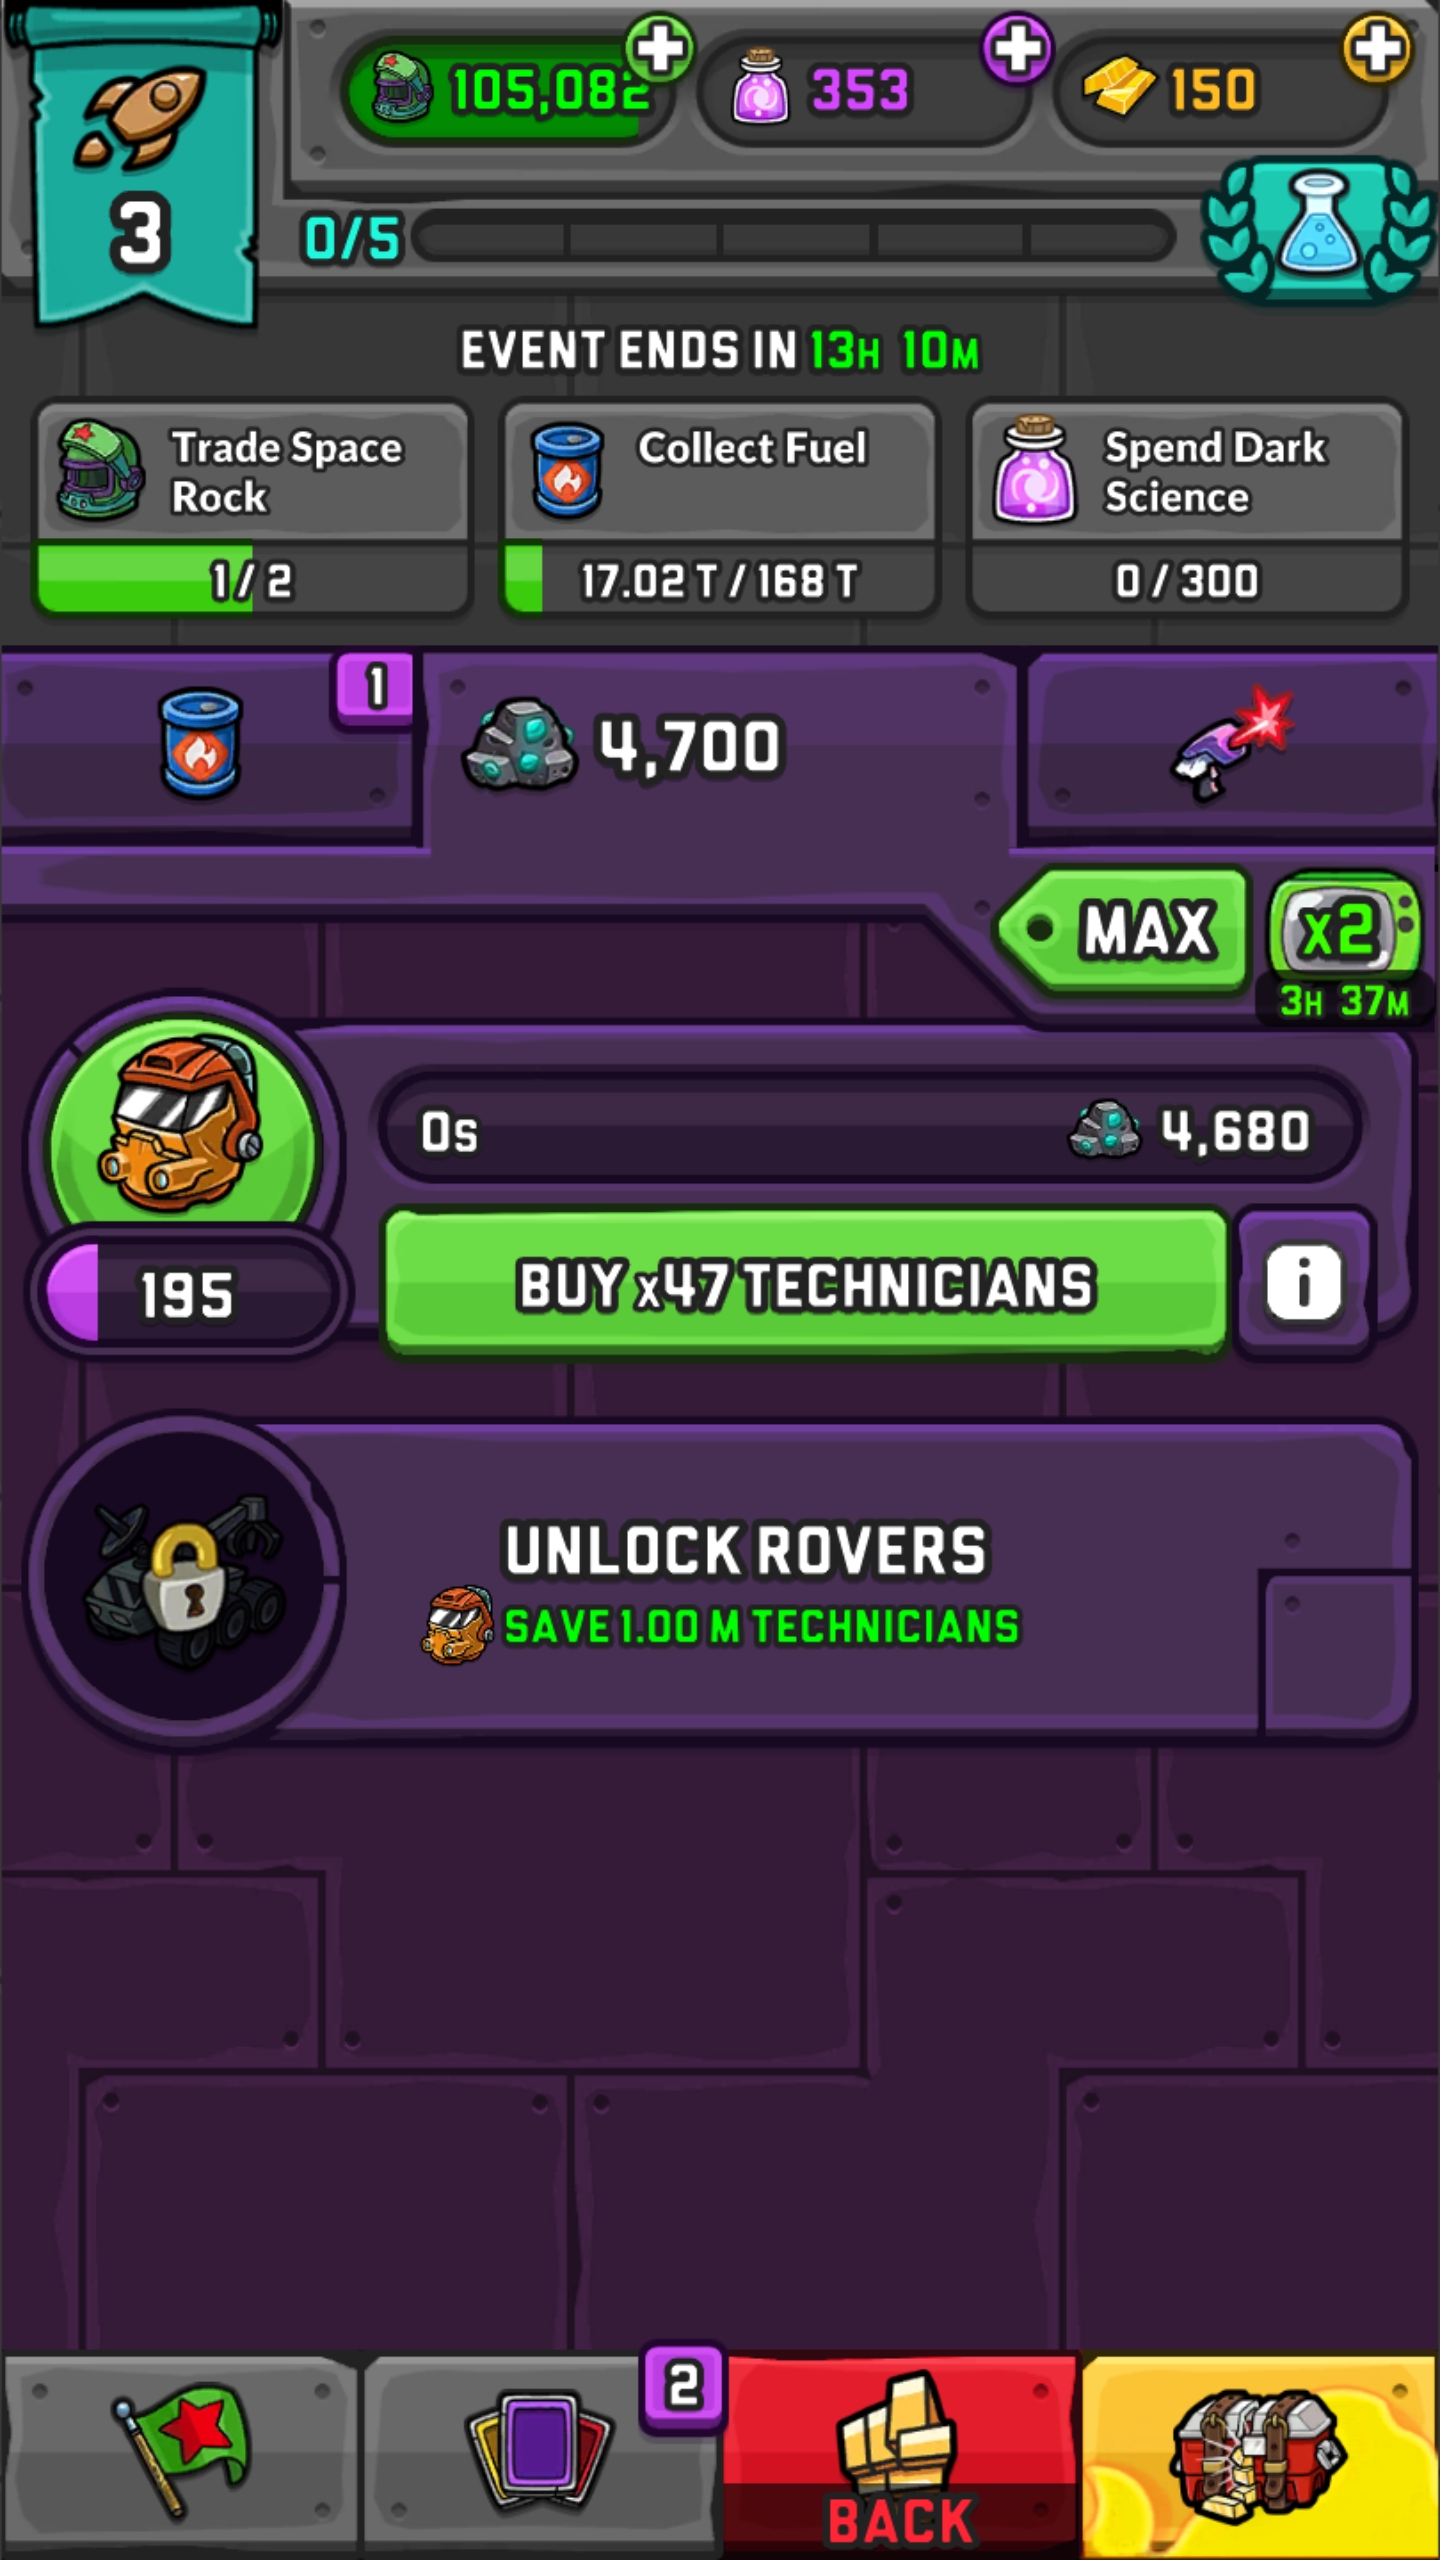 105,082
353
150
3
0/5
EVENT ENDS IN 13H 10M
Trade Space
Rock
1 / 2
Collect Fuel
17.02 T / 168 T
Spend Dark
Science
0 / 300
1
4,700
MAX
x2
3H 37M
0s
4,680
195
BUY x47 TECHNICIANS
i
UNLOCK ROVERS
SAVE 1.00 M TECHNICIANS
2
BACK